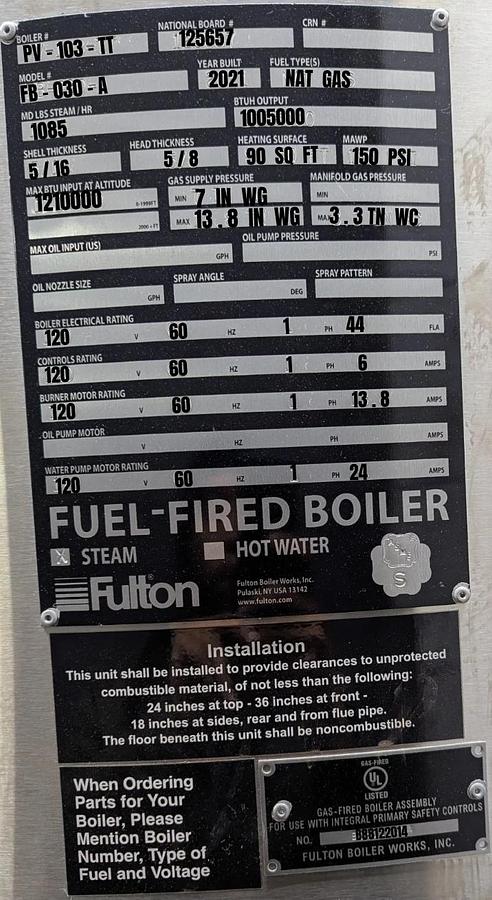 BOILER # NATIONAL BOARD # CRN #
PV-103-TT 125657
MODEL # YEAR BUILT FUEL TYPE(S)
FB-030-A 2021 NAT GAS
MD LBS STEAM / HR BTUH OUTPUT
1085 1005000
SHELL THICKNESS HEAD THICKNESS HEATING SURFACE MAWP
5/16 5/8 90 SQ FT 150 PSI
MAX BTU INPUT AT ALTITUDE GAS SUPPLY PRESSURE MANIFOLD GAS PRESSURE
1210000 0-1999FT MIN 7 IN WG MIN
2000 + FT MAX 13.8 IN WG MAX 3.3 IN WC
MAX OIL INPUT (US) GPH OIL PUMP PRESSURE PSI
OIL NOZZLE SIZE GPH SPRAY ANGLE DEG SPRAY PATTERN
BOILER ELECTRICAL RATING
120 V 60 HZ 1 PH 44 FLA
CONTROLS RATING
120 V 60 HZ 1 PH 6 AMPS
BURNER MOTOR RATING
120 V 60 HZ 1 PH 13.8 AMPS
OIL PUMP MOTOR
V HZ PH AMPS
WATER PUMP MOTOR RATING
120 V 60 HZ 1 PH 24 AMPS
FUEL-FIRED BOILER
X STEAM HOT WATER
S
Fulton®
Fulton Boiler Works, Inc.
Pulaski, NY USA 13142
www.fulton.com
Installation
This unit shall be installed to provide clearances to unprotected
combustible material, of not less than the following:
24 inches at top - 36 inches at front -
18 inches at sides, rear and from flue pipe.
The floor beneath this unit shall be noncombustible.
When Ordering
Parts for Your
Boiler, Please
Mention Boiler
Number, Type of
Fuel and Voltage
GAS-FIRED
UL
LISTED
GAS-FIRED BOILER ASSEMBLY
FOR USE WITH INTEGRAL PRIMARY SAFETY CONTROLS
NO.
FULTON BOILER WORKS, INC.